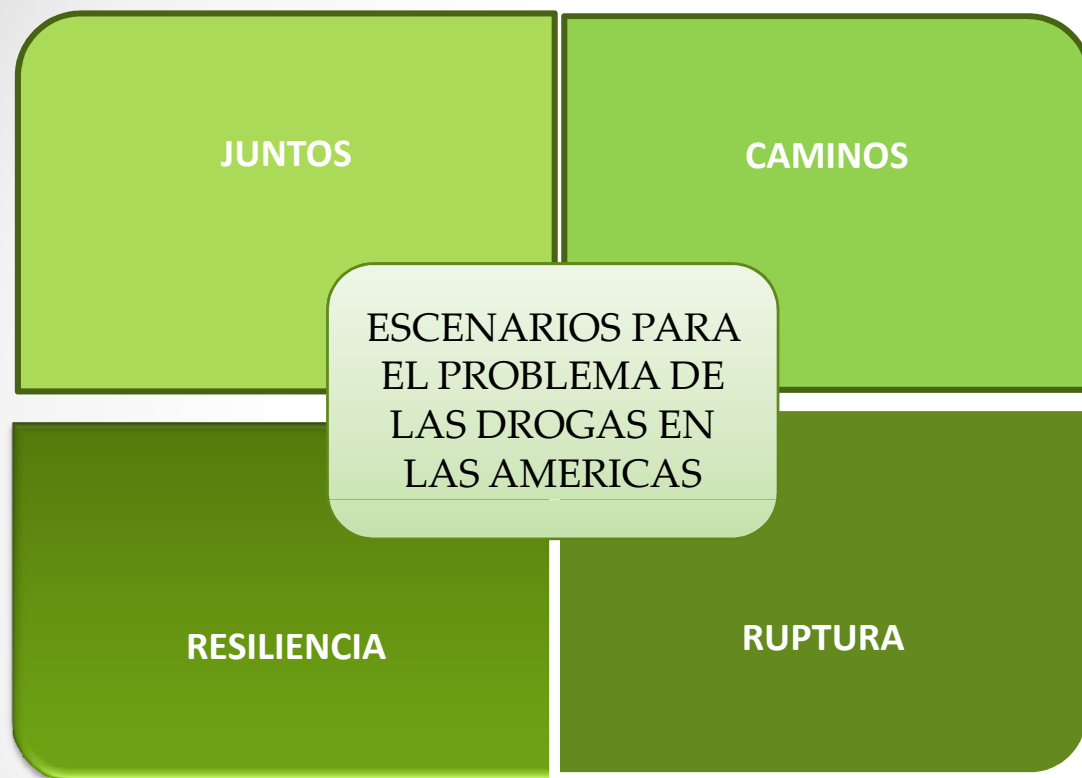 JUNTOS
CAMINOS
ESCENARIOS PARA
EL PROBLEMA DE
LAS DROGAS EN
LAS AMERICAS
RESILIENCIA
RUPTURA